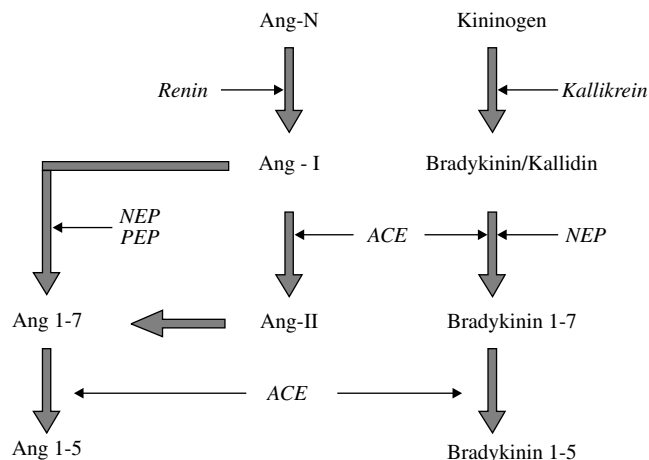 Ang-N
Kininogen
Renin
Kallikrein
Ang - I
Bradykinin/Kallidin
NEP
PEP
ACE
NEP
Ang 1-7
Ang-II
Bradykinin 1-7
ACE
Ang 1-5
Bradykinin 1-5